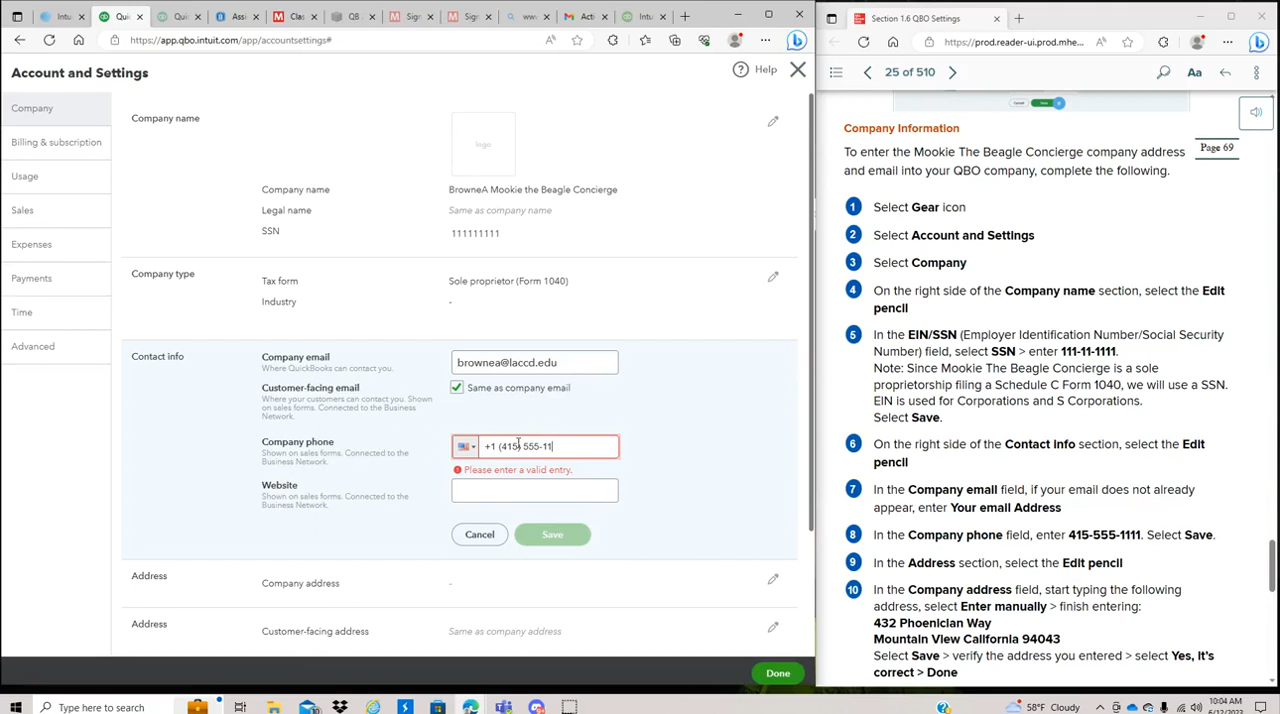 Intu
Quic
Quic
Assi
Clas
QB
Sign
Sign
www
Acti
Intu
https://app.qbo.intuit.com/app/accountsettings#
Account and Settings
Help
Company
Billing & subscription
Usage
Sales
Expenses
Payments
Time
Advanced
Company name
logo
Company name BrowneA Mookie the Beagle Concierge
Legal name Same as company name
SSN 111111111
Company type
Tax form Sole proprietor (Form 1040)
Industry -
Contact info
Company email brownea@laccd.edu
Where QuickBooks can contact you.
Customer-facing email Same as company email
Where your customers can contact you. Shown
on sales forms. Connected to the Business
Network.
Company phone +1 (415) 555-11
Shown on sales forms. Connected to the
Business Network.
Please enter a valid entry.
Website
Shown on sales forms. Connected to the
Business Network.
Cancel Save
Address
Company address -
Address
Customer-facing address Same as company address
Done
Section 1.6 QBO Settings
https://prod.reader-ui.prod.mhe...
25 of 510
Aa
Company Information
Page 69
To enter the Mookie The Beagle Concierge company address
and email into your QBO company, complete the following.
1 Select Gear icon
2 Select Account and Settings
3 Select Company
4 On the right side of the Company name section, select the Edit
pencil
5 In the EIN/SSN (Employer Identification Number/Social Security
Number) field, select SSN > enter 111-11-1111.
Note: Since Mookie The Beagle Concierge is a sole
proprietorship filing a Schedule C Form 1040, we will use a SSN.
EIN is used for Corporations and S Corporations.
Select Save.
6 On the right side of the Contact info section, select the Edit
pencil
7 In the Company email field, if your email does not already
appear, enter Your email Address
8 In the Company phone field, enter 415-555-1111. Select Save.
9 In the Address section, select the Edit pencil
10 In the Company address field, start typing the following
address, select Enter manually > finish entering:
432 Phoenician Way
Mountain View California 94043
Select Save > verify the address you entered > select Yes, it's
correct > Done
Type here to search
58°F Cloudy
10:04 AM
6/12/2023